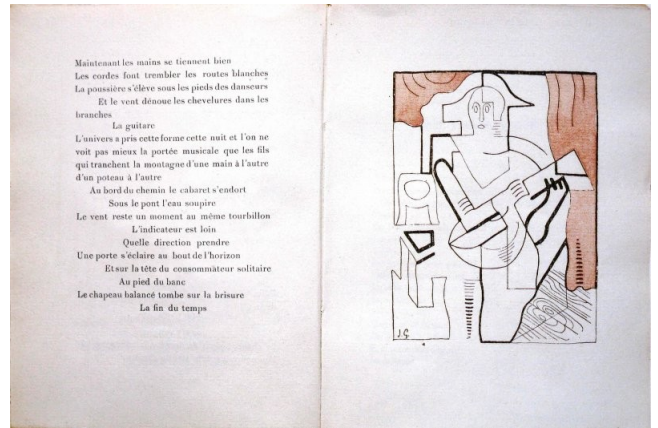 Maintenant les mains se tiennent bien
Les cordes font trembler les routes blanches
La poussière s'élève sous les pieds des danseurs
Et le vent dénoue les chevelures dans les
branches
La guitare
L'univers a pris cette forme cette nuit et l'on ne
voit pas mieux la portée musicale que les fils
qui tranchent la montagne d'une main à l'autre
d'un poteau à l'autre
Au bord du chemin le cabaret s'endort
Sous le pont l'eau soupire
Le vent reste un moment au même tourbillon
L'indicateur est loin
Quelle direction prendre
Une porte s'éclaire au bout de l'horizon
Et sur la tête du consommateur solitaire
Au pied du banc
Le chapeau balancé tombe sur la brisure
La fin du temps
J.G